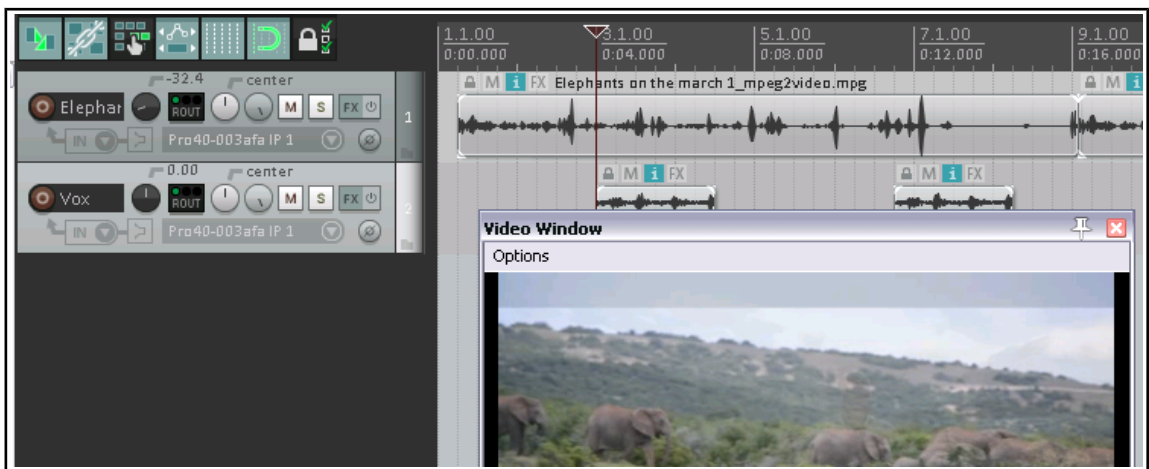 1.1.00 3.1.00 5.1.00 7.1.00 9.1.00
0:00.000 0:04.000 0:08.000 0:12.000 0:16.000
-32.4 center
M i FX Elephants on the march 1_mpeg2video.mpg M i
Elephar ROUT M S FX 1
IN Pro40-003afa IP 1
0.00 center
M i FX M i FX
Vox ROUT M S FX 2
IN Pro40-003afa IP 1
Video Window
Options